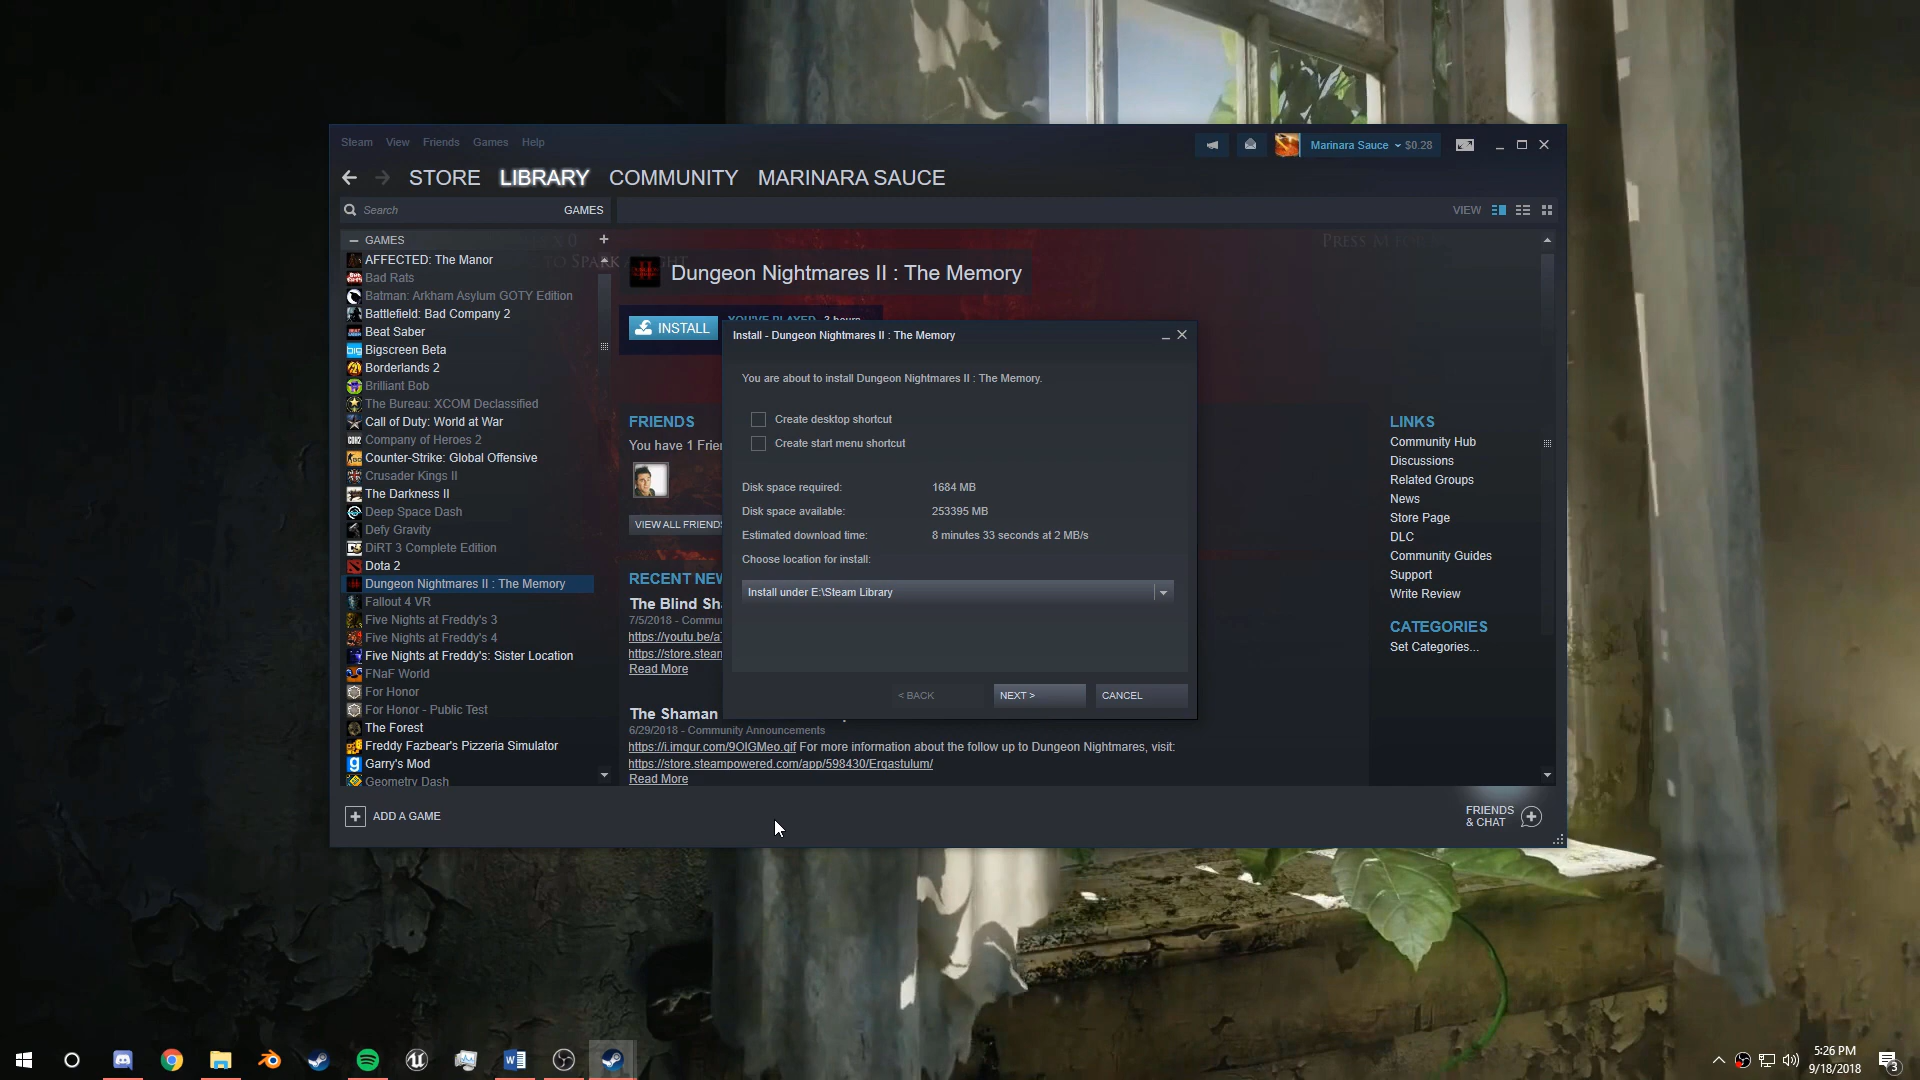 Steam View Friends Games Help
Marinara Sauce $0.28
STORE LIBRARY COMMUNITY MARINARA SAUCE
Search GAMES
VIEW
GAMES
AFFECTED: The Manor
Bad Rats
Batman: Arkham Asylum GOTY Edition
Battlefield: Bad Company 2
Beat Saber
Bigscreen Beta
Borderlands 2
Brilliant Bob
The Bureau: XCOM Declassified
Call of Duty: World at War
Company of Heroes 2
Counter-Strike: Global Offensive
Crusader Kings II
The Darkness II
Deep Space Dash
Defy Gravity
DiRT 3 Complete Edition
Dota 2
Dungeon Nightmares II : The Memory
Fallout 4 VR
Five Nights at Freddy's 3
Five Nights at Freddy's 4
Five Nights at Freddy's: Sister Location
FNaF World
For Honor
For Honor - Public Test
The Forest
Freddy Fazbear's Pizzeria Simulator
Garry's Mod
Geometry Dash
ADD A GAME
Dungeon Nightmares II : The Memory
INSTALL
YOU'VE PLAYED 3 hours
FRIENDS
You have 1
VIEW ALL FRIENDS
RECENT
The Blind
7/5/2018 -
https://youtu.be/
Read More
The Shaman
6/29/2018 - Community Announcements
https://i.imgur.com/9OIGMeo.gif For more information about the follow up to Dungeon Nightmares, visit:
https://store.steampowered.com/app/598430/Ergastulum/
Read More
Install - Dungeon Nightmares II : The Memory
You are about to install Dungeon Nightmares II : The Memory.
Create desktop shortcut
Create start menu shortcut
Disk space required: 1684 MB
Disk space available: 253395 MB
Estimated download time: 8 minutes 33 seconds at 2 MB/s
Choose location for install:
Install under E:\Steam Library
< BACK NEXT > CANCEL
LINKS
Community Hub
Discussions
Related Groups
News
Store Page
DLC
Community Guides
Support
Write Review
CATEGORIES
Set Categories...
FRIENDS
& CHAT
5:26 PM
9/18/2018
3